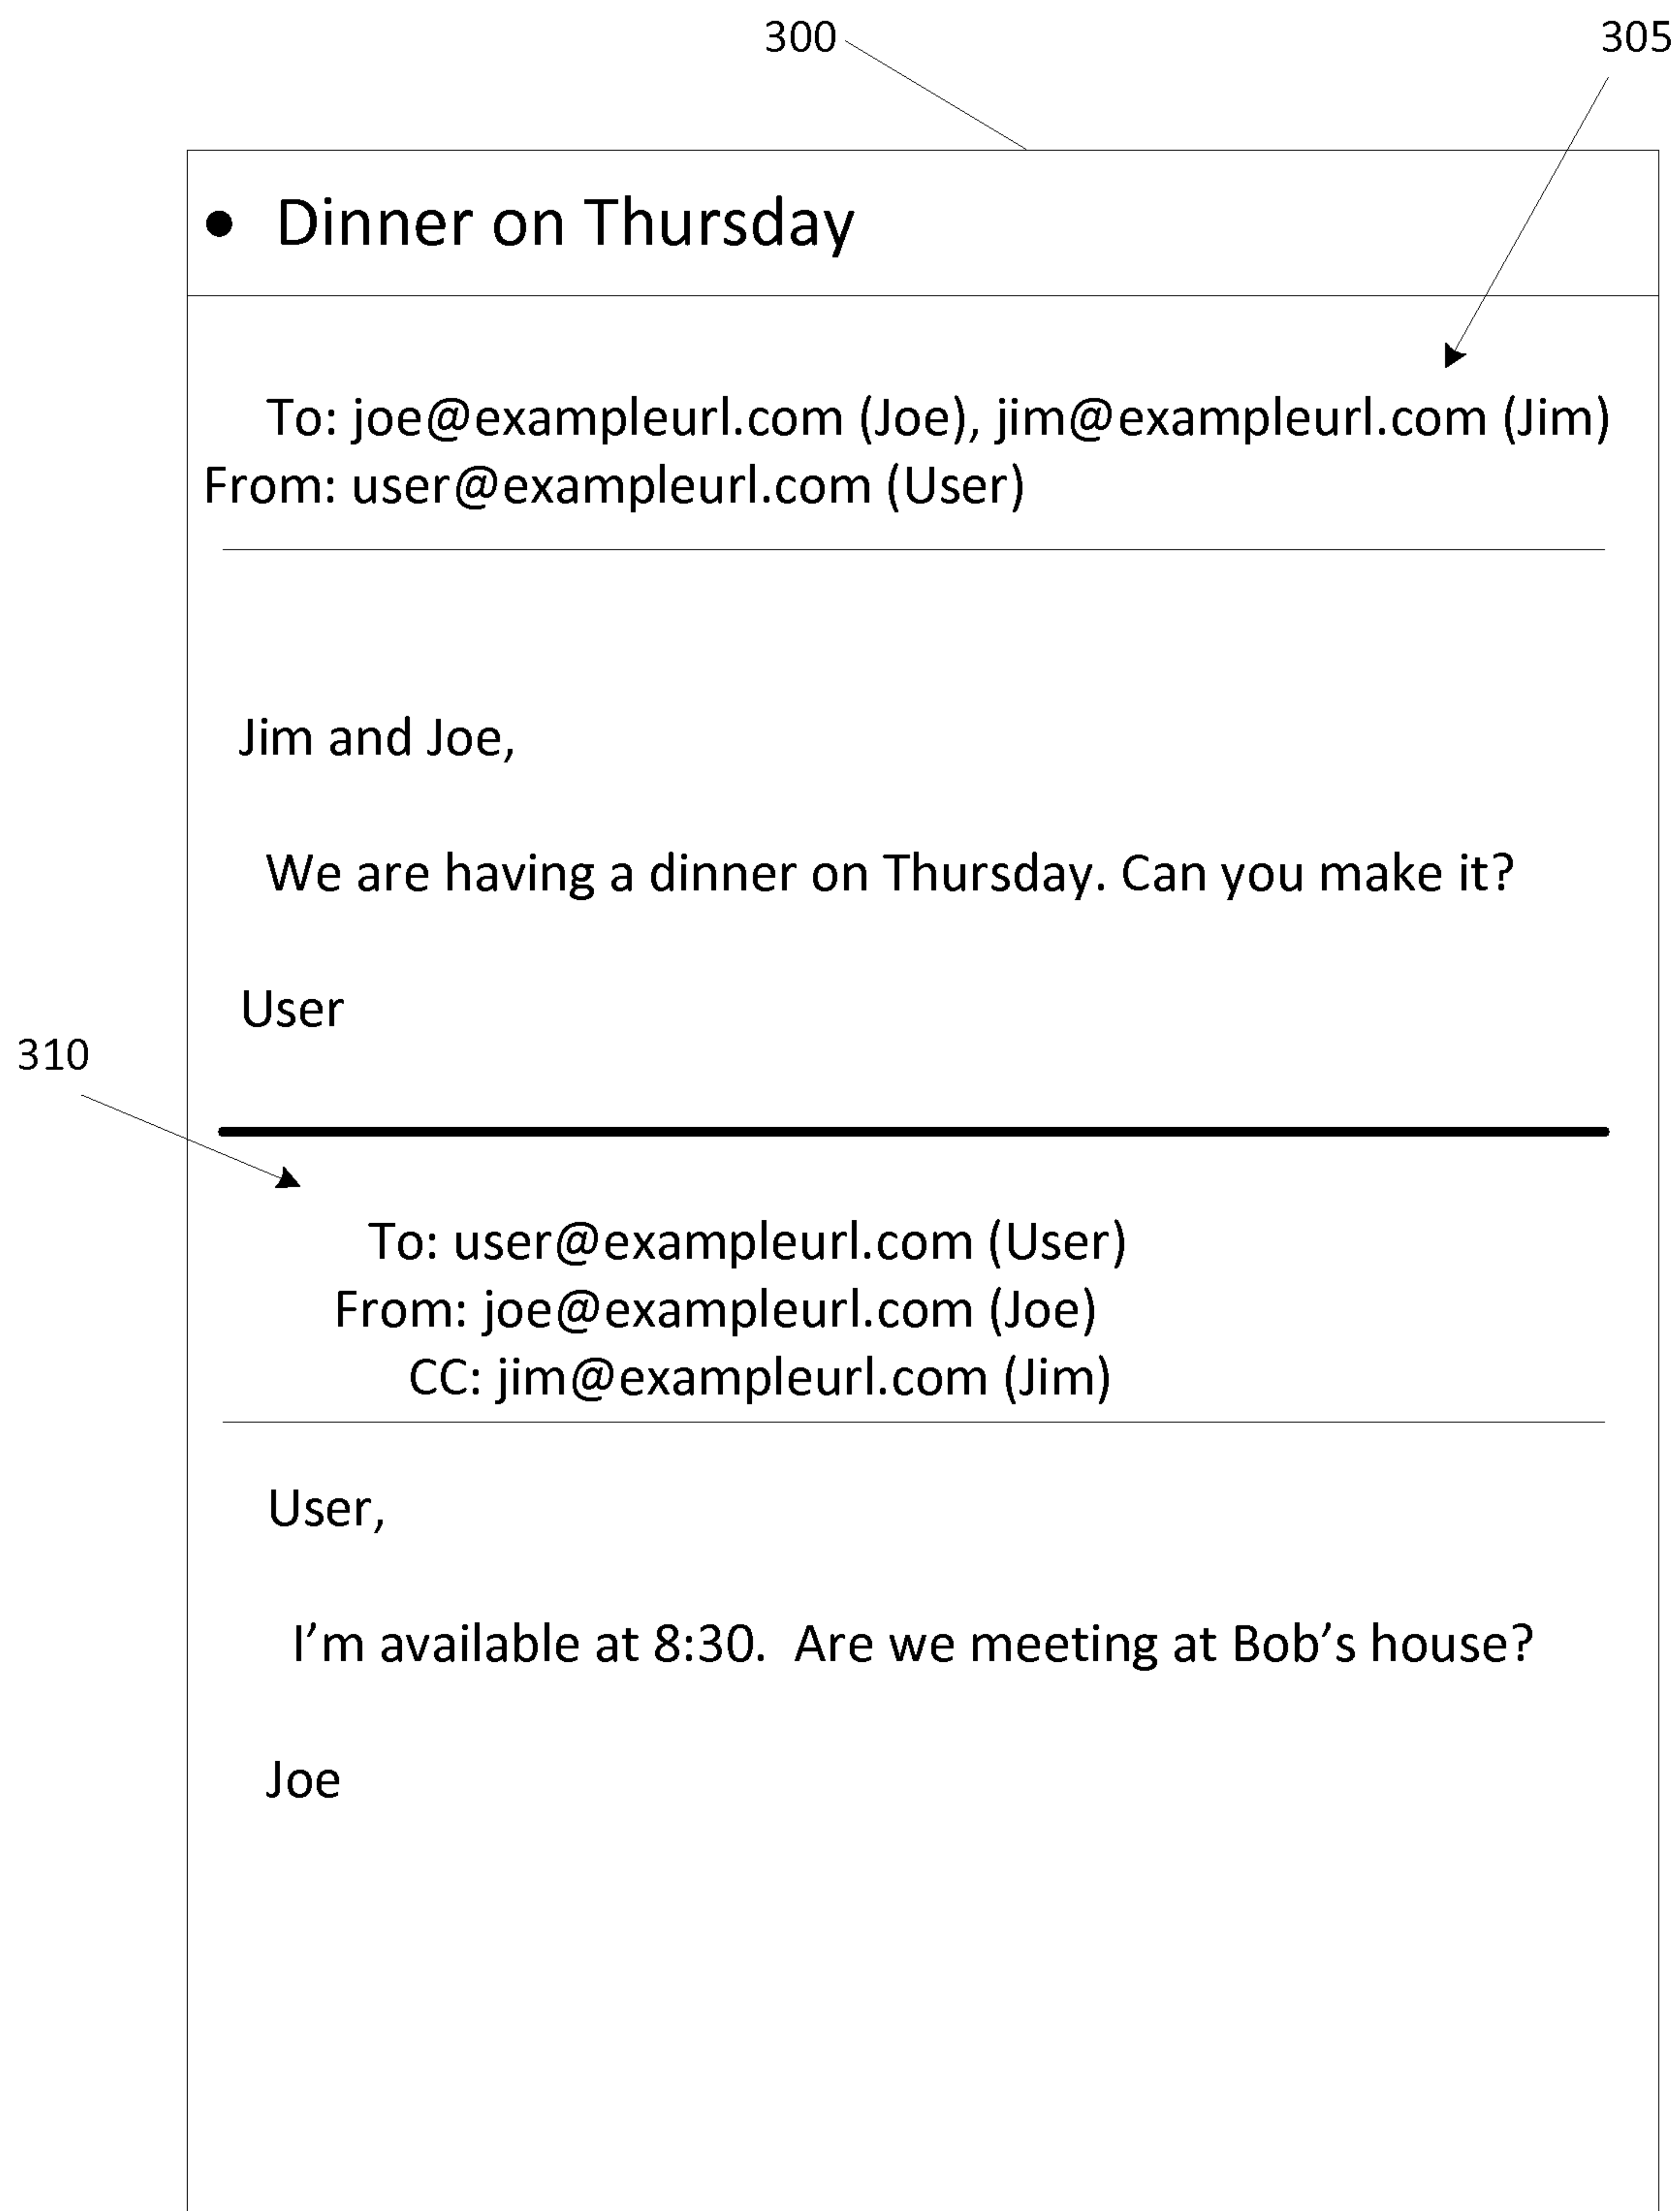 300
305
• Dinner on Thursday
To: joe@exampleurl.com (Joe), jim@exampleurl.com (Jim)
From: user@exampleurl.com (User)
Jim and Joe,
We are having a dinner on Thursday. Can you make it?
User
310
To: user@exampleurl.com (User)
From: joe@exampleurl.com (Joe)
CC: jim@exampleurl.com (Jim)
User,
I’m available at 8:30.  Are we meeting at Bob’s house?
Joe